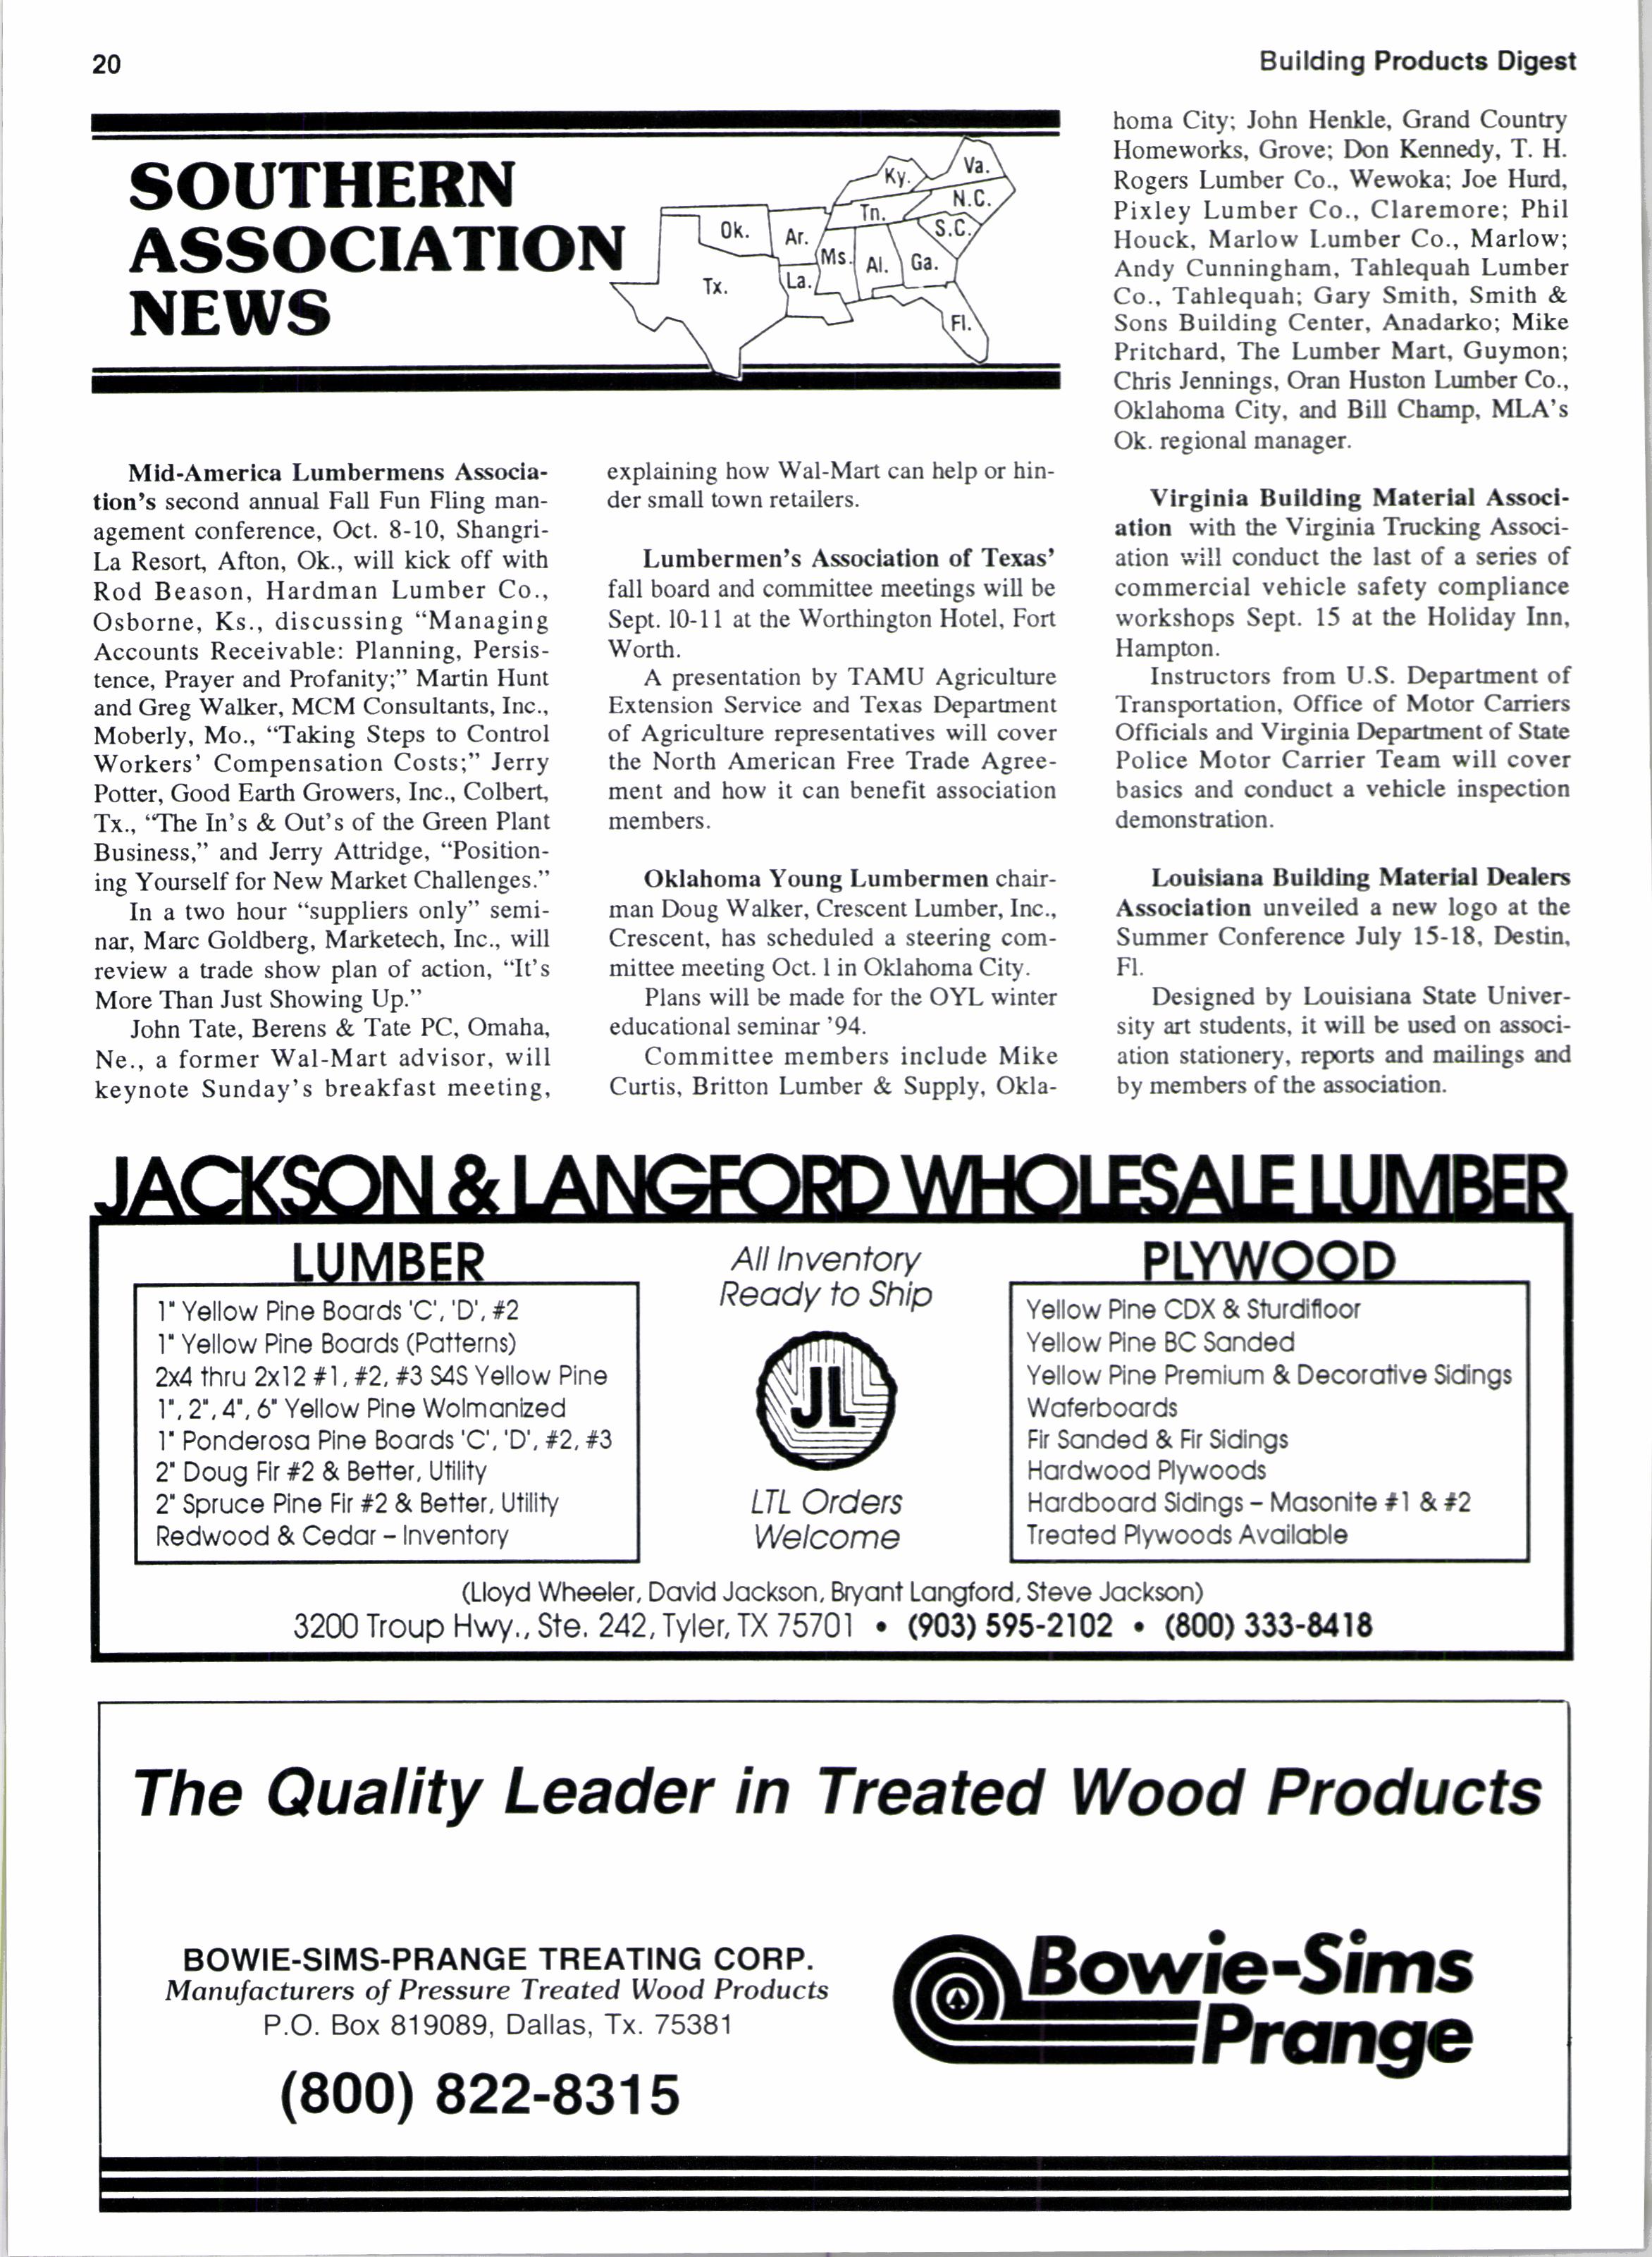 20
Building Products Digest
SOUTHERN
ASSOCIATION
NEWS
Va.
Ky.
N.C.
Tn.
S.C.
Ok.
Ar.
Ms.
Al.
Ga.
Tx.
La.
Fl.
Mid-America Lumbermens Associa-
tion's second annual Fall Fun Fling man-
agement conference, Oct. 8-10, Shangri-
La Resort, Afton, Ok., will kick off with
Rod Beason, Hardman Lumber Co.,
Osborne, Ks., discussing “Managing
Accounts Receivable: Planning, Persis-
tence, Prayer and Profanity;” Martin Hunt
and Greg Walker, MCM Consultants, Inc.,
Moberly, Mo., “Taking Steps to Control
Workers' Compensation Costs;” Jerry
Potter, Good Earth Growers, Inc., Colbert,
Tx., “The In's & Out's of the Green Plant
Business,” and Jerry Attridge, “Position-
ing Yourself for New Market Challenges.”
In a two hour “suppliers only” semi-
nar, Marc Goldberg, Marketech, Inc., will
review a trade show plan of action, “It's
More Than Just Showing Up.”
John Tate, Berens & Tate PC, Omaha,
Ne., a former Wal-Mart advisor, will
keynote Sunday's breakfast meeting,
explaining how Wal-Mart can help or hin-
der small town retailers.
Lumbermen's Association of Texas'
fall board and committee meetings will be
Sept. 10-11 at the Worthington Hotel, Fort
Worth.
A presentation by TAMU Agriculture
Extension Service and Texas Department
of Agriculture representatives will cover
the North American Free Trade Agree-
ment and how it can benefit association
members.
Oklahoma Young Lumbermen chair-
man Doug Walker, Crescent Lumber, Inc.,
Crescent, has scheduled a steering com-
mittee meeting Oct. 1 in Oklahoma City.
Plans will be made for the OYL winter
educational seminar '94.
Committee members include Mike
Curtis, Britton Lumber & Supply, Okla-
homa City; John Henkle, Grand Country
Homeworks, Grove; Don Kennedy, T. H.
Rogers Lumber Co., Wewoka; Joe Hurd,
Pixley Lumber Co., Claremore; Phil
Houck, Marlow Lumber Co., Marlow;
Andy Cunningham, Tahlequah Lumber
Co., Tahlequah; Gary Smith, Smith &
Sons Building Center, Anadarko; Mike
Pritchard, The Lumber Mart, Guymon;
Chris Jennings, Oran Huston Lumber Co.,
Oklahoma City, and Bill Champ, MLA's
Ok. regional manager.
Virginia Building Material Associ-
ation with the Virginia Trucking Associ-
ation will conduct the last of a series of
commercial vehicle safety compliance
workshops Sept. 15 at the Holiday Inn,
Hampton.
Instructors from U.S. Department of
Transportation, Office of Motor Carriers
Officials and Virginia Department of State
Police Motor Carrier Team will cover
basics and conduct a vehicle inspection
demonstration.
Louisiana Building Material Dealers
Association unveiled a new logo at the
Summer Conference July 15-18, Destin,
Fl.
Designed by Louisiana State Univer-
sity art students, it will be used on associ-
ation stationery, reports and mailings and
by members of the association.
JACKSON & LANGFORD WHOLESALE LUMBER
LUMBER
1" Yellow Pine Boards 'C', 'D', #2
1" Yellow Pine Boards (Patterns)
2x4 thru 2x12 #1, #2, #3 S4S Yellow Pine
1", 2", 4", 6" Yellow Pine Wolmanized
1" Ponderosa Pine Boards 'C', 'D', #2, #3
2" Doug Fir #2 & Better, Utility
2" Spruce Pine Fir #2 & Better, Utility
Redwood & Cedar – Inventory
All Inventory
Ready to Ship
JL
LTL Orders
Welcome
PLYWOOD
Yellow Pine CDX & Sturdifloor
Yellow Pine BC Sanded
Yellow Pine Premium & Decorative Sidings
Waferboards
Fir Sanded & Fir Sidings
Hardwood Plywoods
Hardboard Sidings – Masonite #1 & #2
Treated Plywoods Available
(Lloyd Wheeler, David Jackson, Bryant Langford, Steve Jackson)
3200 Troup Hwy., Ste. 242, Tyler, TX 75701 • (903) 595-2102 • (800) 333-8418
The Quality Leader in Treated Wood Products
BOWIE-SIMS-PRANGE TREATING CORP.
Manufacturers of Pressure Treated Wood Products
P.O. Box 819089, Dallas, Tx. 75381
(800) 822-8315
Bowie-Sims
Prange